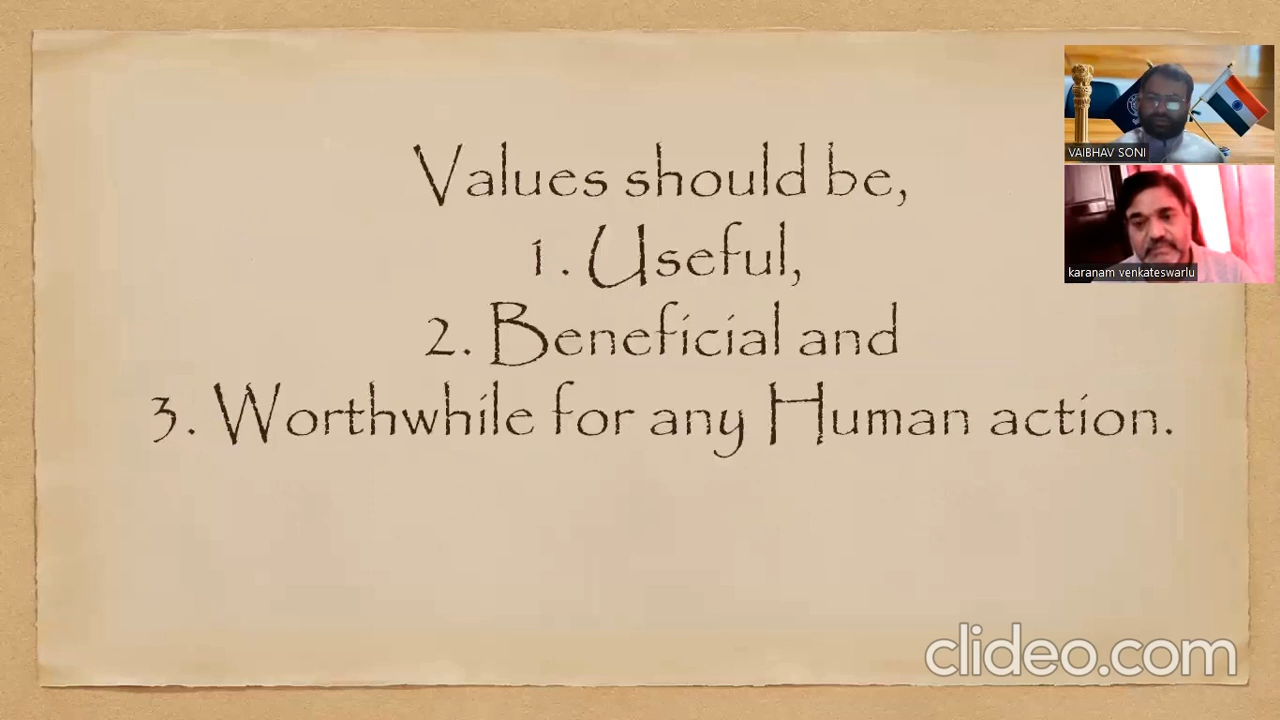 Values should be,
1. Useful,
2. Beneficial and
3. Worthwhile for any Human action.
VAIBHAV SONI
karanam venkateswarlu
clideo.com